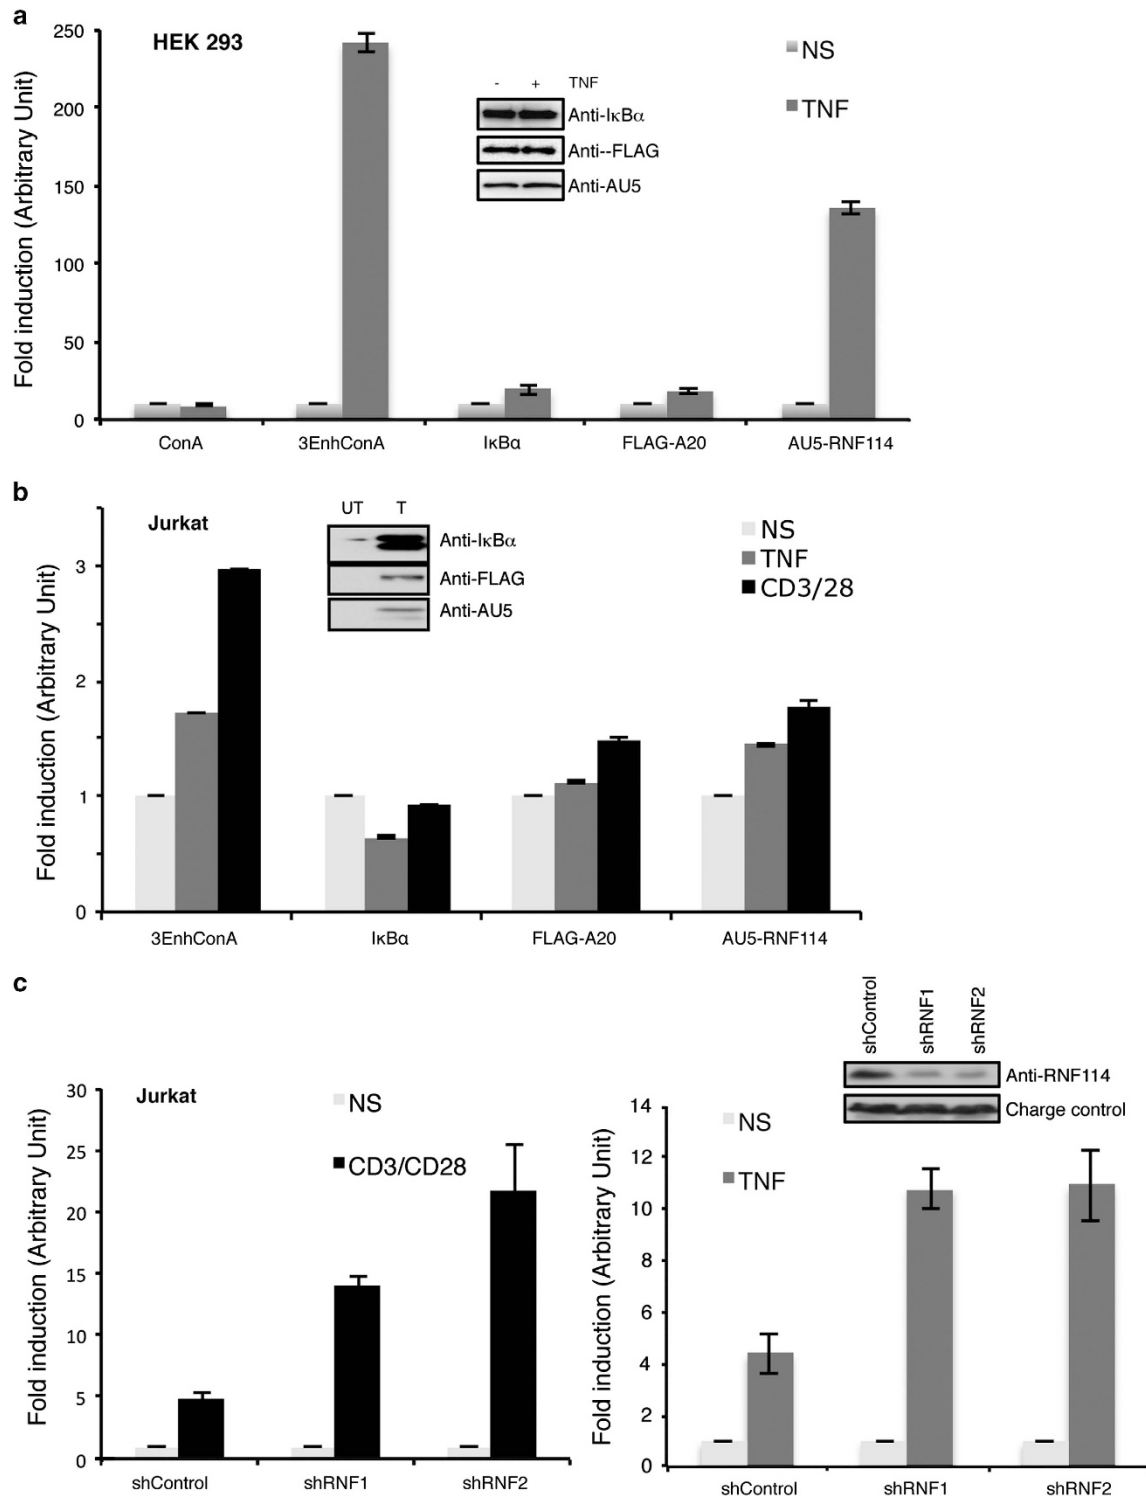 a
Fold induction (Arbitrary Unit)
250
200
150
100
50
0
HEK 293
- + TNF
Anti-IκBα
Anti--FLAG
Anti-AU5
NS
TNF
ConA 3EnhConA IκBα FLAG-A20 AU5-RNF114
b
Fold induction (Arbitrary Unit)
3
2
1
0
Jurkat
UT T
Anti-IκBα
Anti-FLAG
Anti-AU5
NS
TNF
CD3/28
3EnhConA IκBα FLAG-A20 AU5-RNF114
c
Fold induction (Arbitrary Unit)
30
25
20
15
10
5
0
Jurkat
NS
CD3/CD28
shControl shRNF1 shRNF2
shControl shRNF1 shRNF2
Anti-RNF114
Charge control
Fold induction (Arbitrary Unit)
14
12
10
8
6
4
2
0
NS
TNF
shControl shRNF1 shRNF2